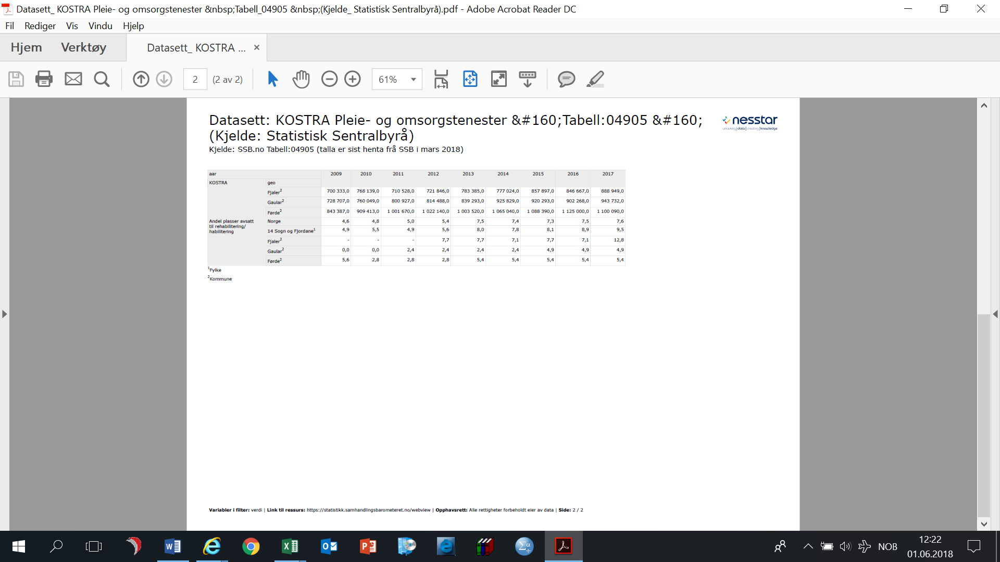 Datasett_ KOSTRA Pleie- og omsorgstenester &nbsp;Tabell_04905 &nbsp;(Kjelde_ Statistisk Sentralbyrå).pdf - Adobe Acrobat Reader DC
Fil Rediger Vis Vindu Hjelp
Hjem Verktøy Datasett_ KOSTRA ... ×
2 (2 av 2) 61%
Datasett: KOSTRA Pleie- og omsorgstenester &#160;Tabell:04905 &#160;
(Kjelde: Statistisk Sentralbyrå)
nesstar
unlocking|data|creating|knowledge
Kjelde: SSB.no Tabell:04905 (talla er sist henta frå SSB i mars 2018)
aar 2009 2010 2011 2012 2013 2014 2015 2016 2017
KOSTRA geo
Fjaler2 700 333,0 768 139,0 710 528,0 721 846,0 783 385,0 777 024,0 857 897,0 846 667,0 888 949,0
Gaular2 728 707,0 760 049,0 800 927,0 814 488,0 839 293,0 925 829,0 920 293,0 902 268,0 943 732,0
Førde2 843 387,0 909 413,0 1 001 670,0 1 022 140,0 1 003 520,0 1 065 040,0 1 088 390,0 1 125 000,0 1 100 090,0
Andel plasser avsatt
til rehabilitering/
habilitering
Norge 4,6 4,8 5,0 5,4 7,5 7,4 7,3 7,5 7,6
14 Sogn og Fjordane1 4,9 5,5 4,9 5,6 8,0 7,8 8,1 8,9 9,5
Fjaler2 - - - 7,7 7,7 7,1 7,7 7,1 12,8
Gaular2 0,0 0,0 2,4 2,4 2,4 2,4 4,9 4,9 4,9
Førde2 5,6 2,8 2,8 2,8 5,4 5,4 5,4 5,4 5,4
1Fylke
2Kommune
Variabler i filter: verdi | Link til ressurs: https://statistikk.samhandlingsbarometeret.no/webview | Opphavsrett: Alle rettigheter forbeholdt eier av data | Side: 2 / 2
NOB
12:22
01.06.2018